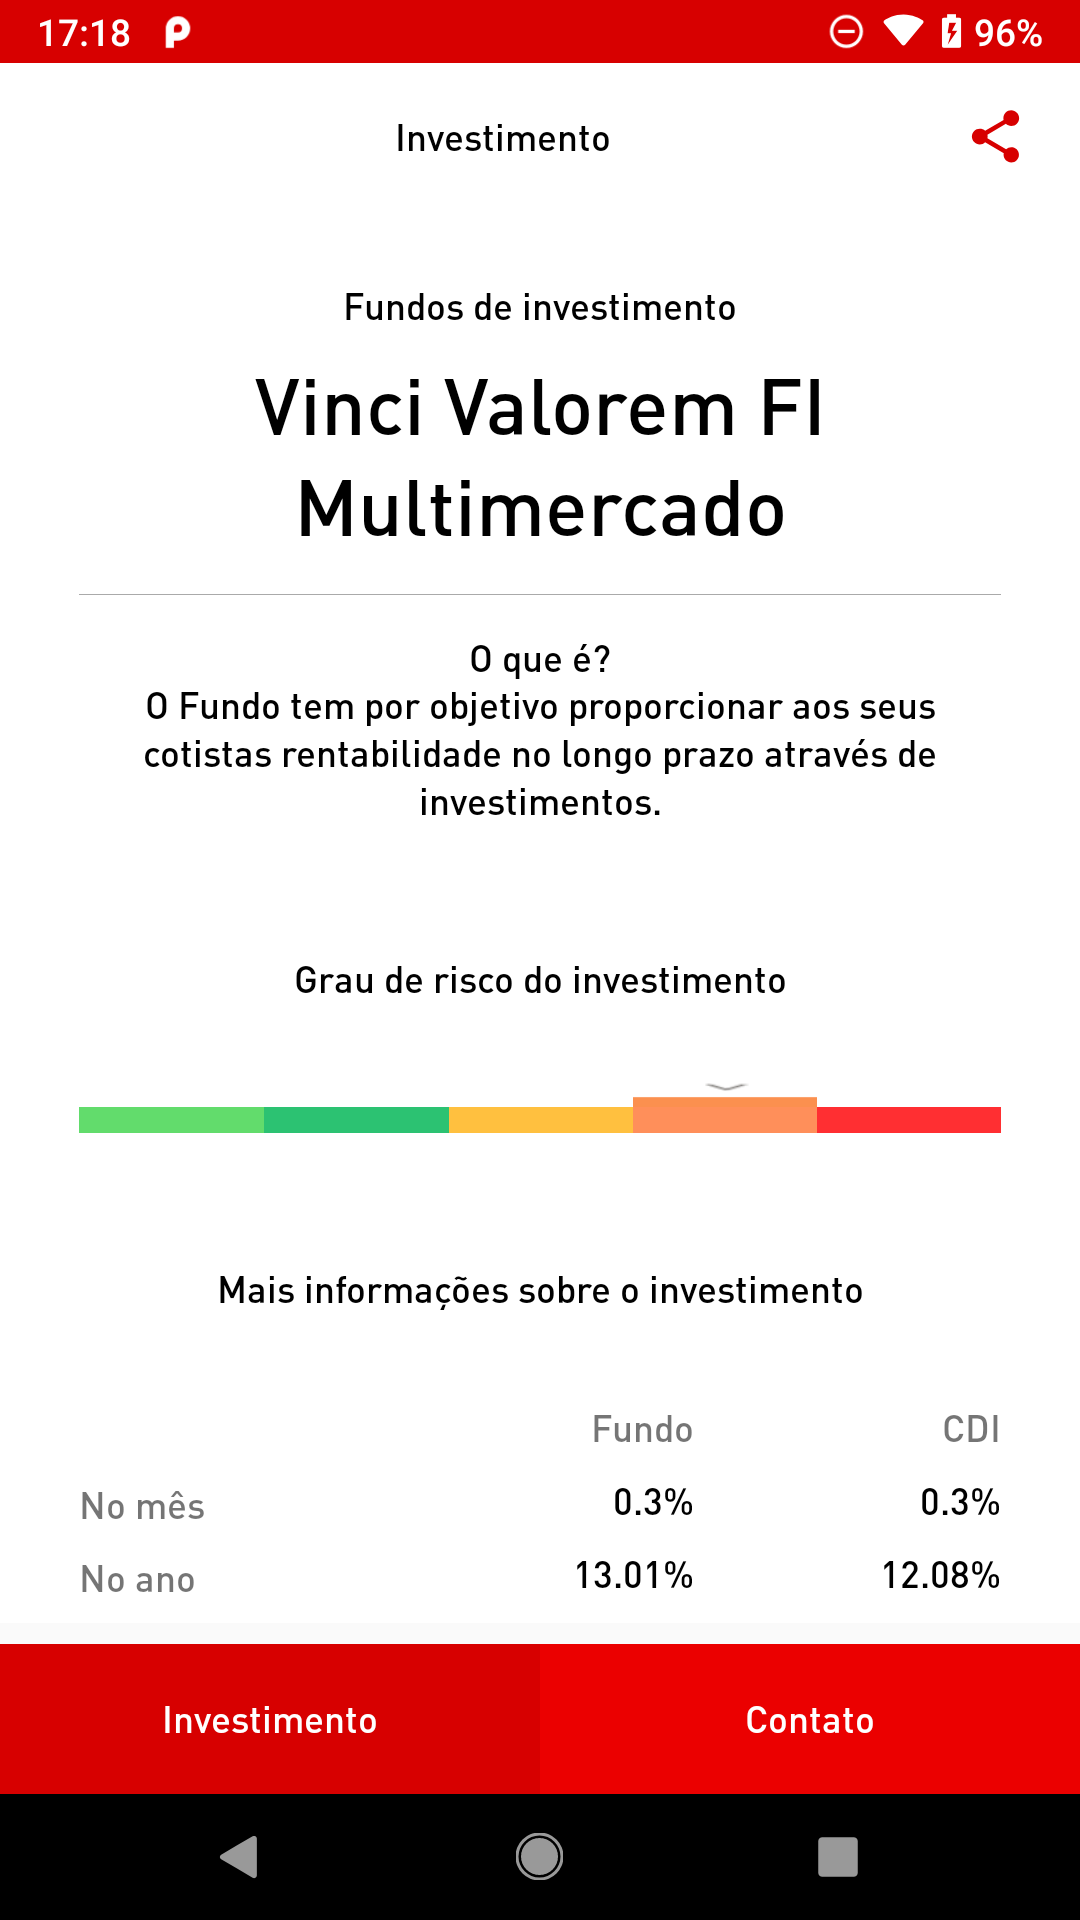 17:18
96%
Investimento
Fundos de investimento
Vinci Valorem FI
Multimercado
O que é?
O Fundo tem por objetivo proporcionar aos seus
cotistas rentabilidade no longo prazo através de
investimentos.
Grau de risco do investimento
Mais informações sobre o investimento
Fundo CDI
No mês 0.3% 0.3%
No ano 13.01% 12.08%
Investimento Contato